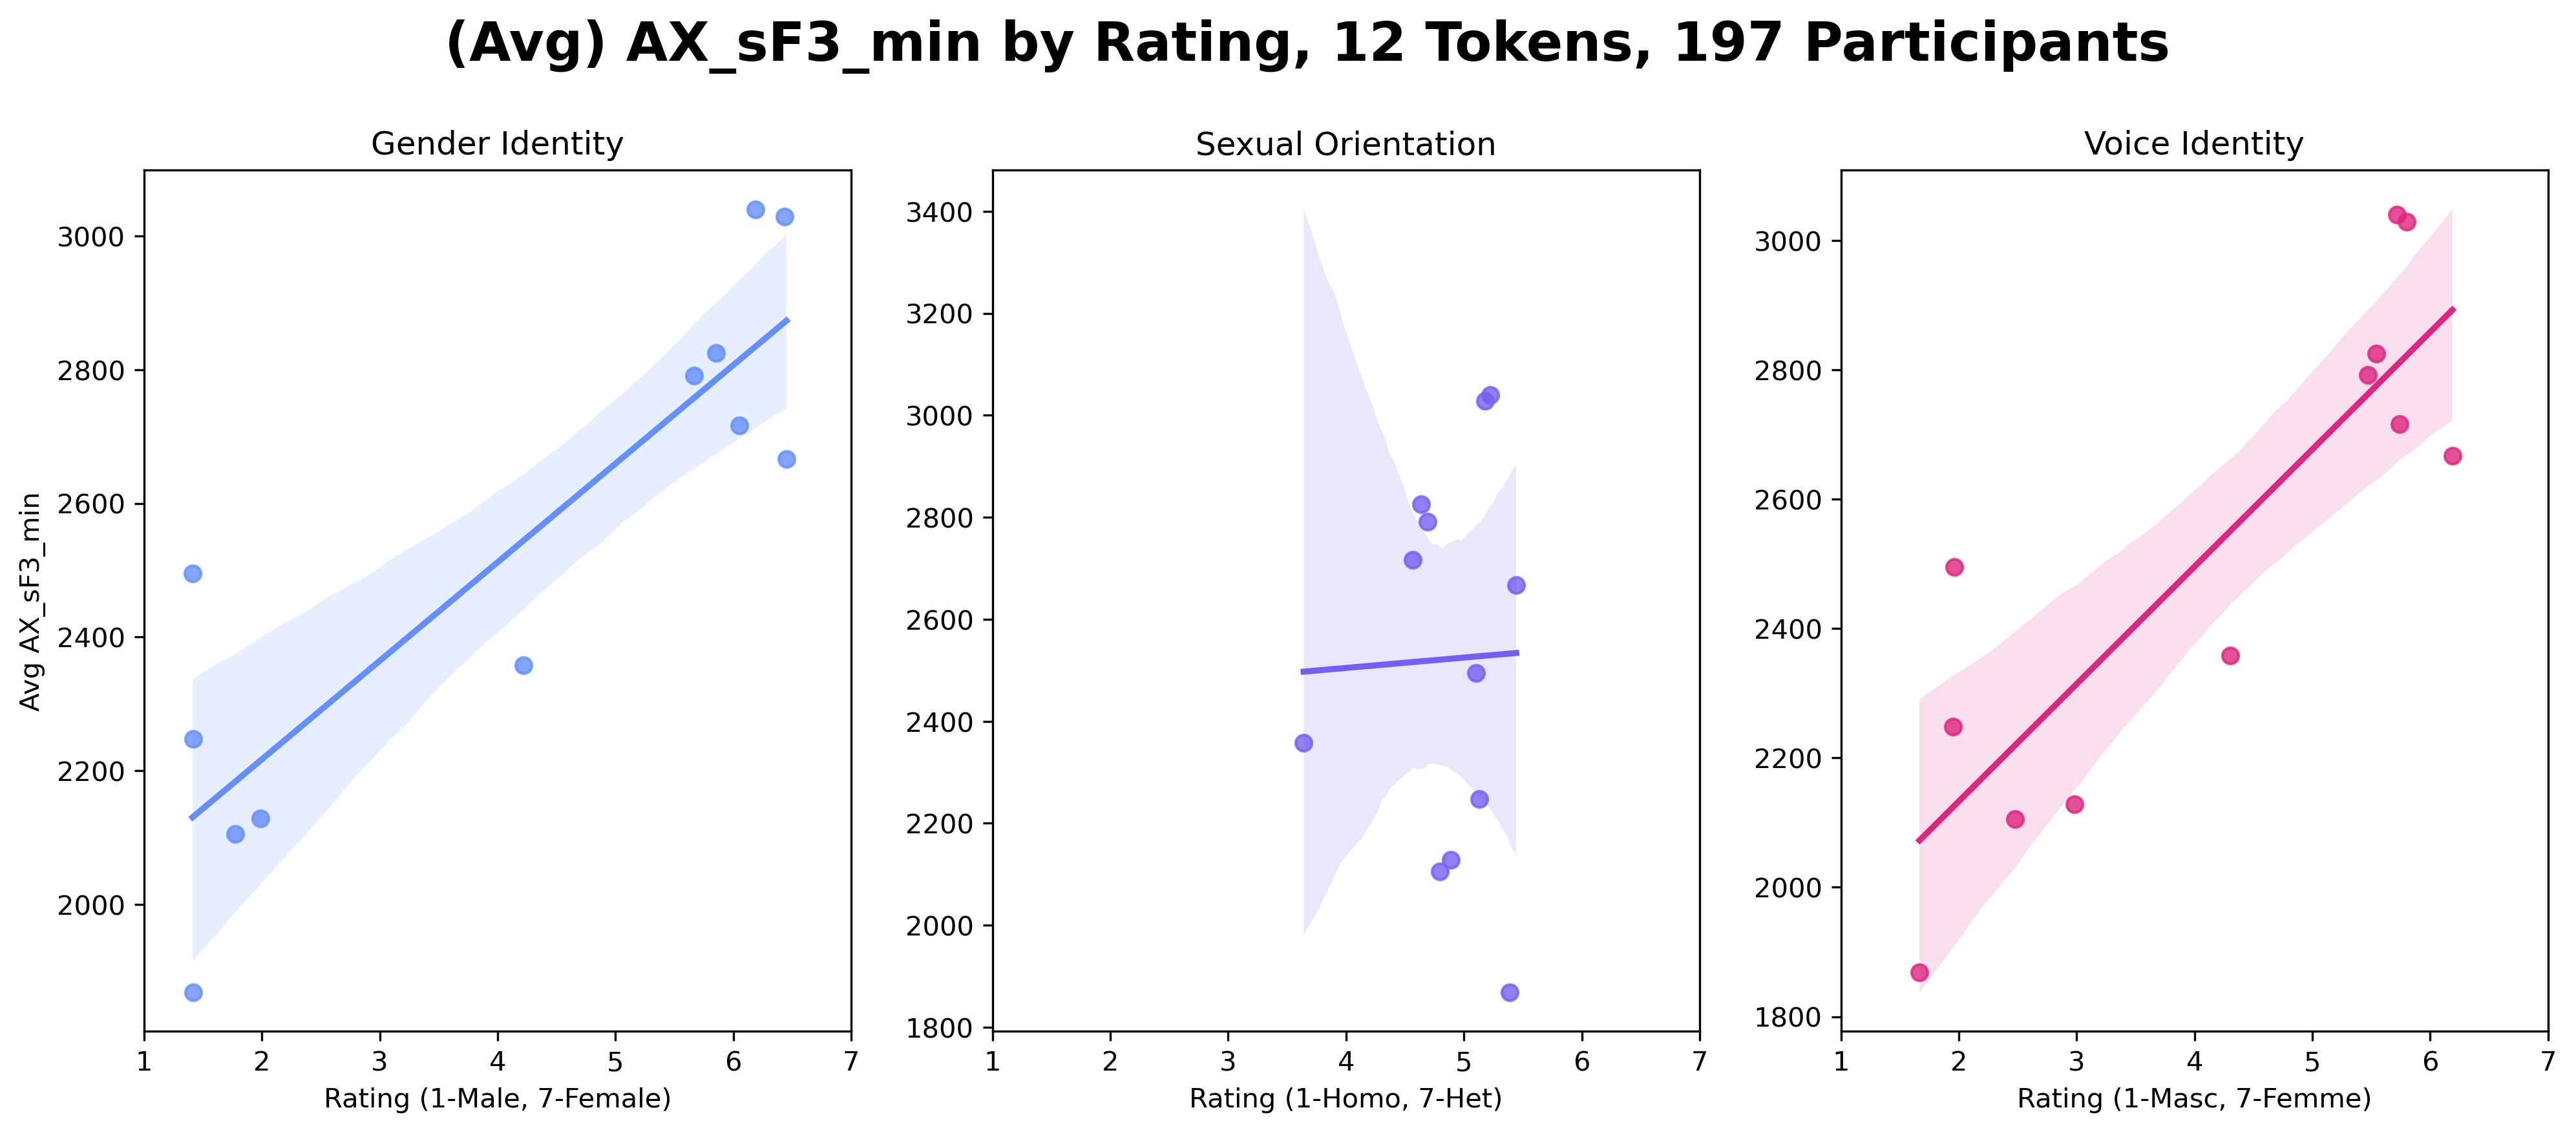 (Avg) AX_sF3_min by Rating, 12 Tokens, 197 Participants
Gender Identity
Avg AX_sF3_min
3000
2800
2600
2400
2200
2000
1 2 3 4 5 6 7
Rating (1-Male, 7-Female)
Sexual Orientation
3400
3200
3000
2800
2600
2400
2200
2000
1800
1 2 3 4 5 6 7
Rating (1-Homo, 7-Het)
Voice Identity
3000
2800
2600
2400
2200
2000
1800
1 2 3 4 5 6 7
Rating (1-Masc, 7-Femme)